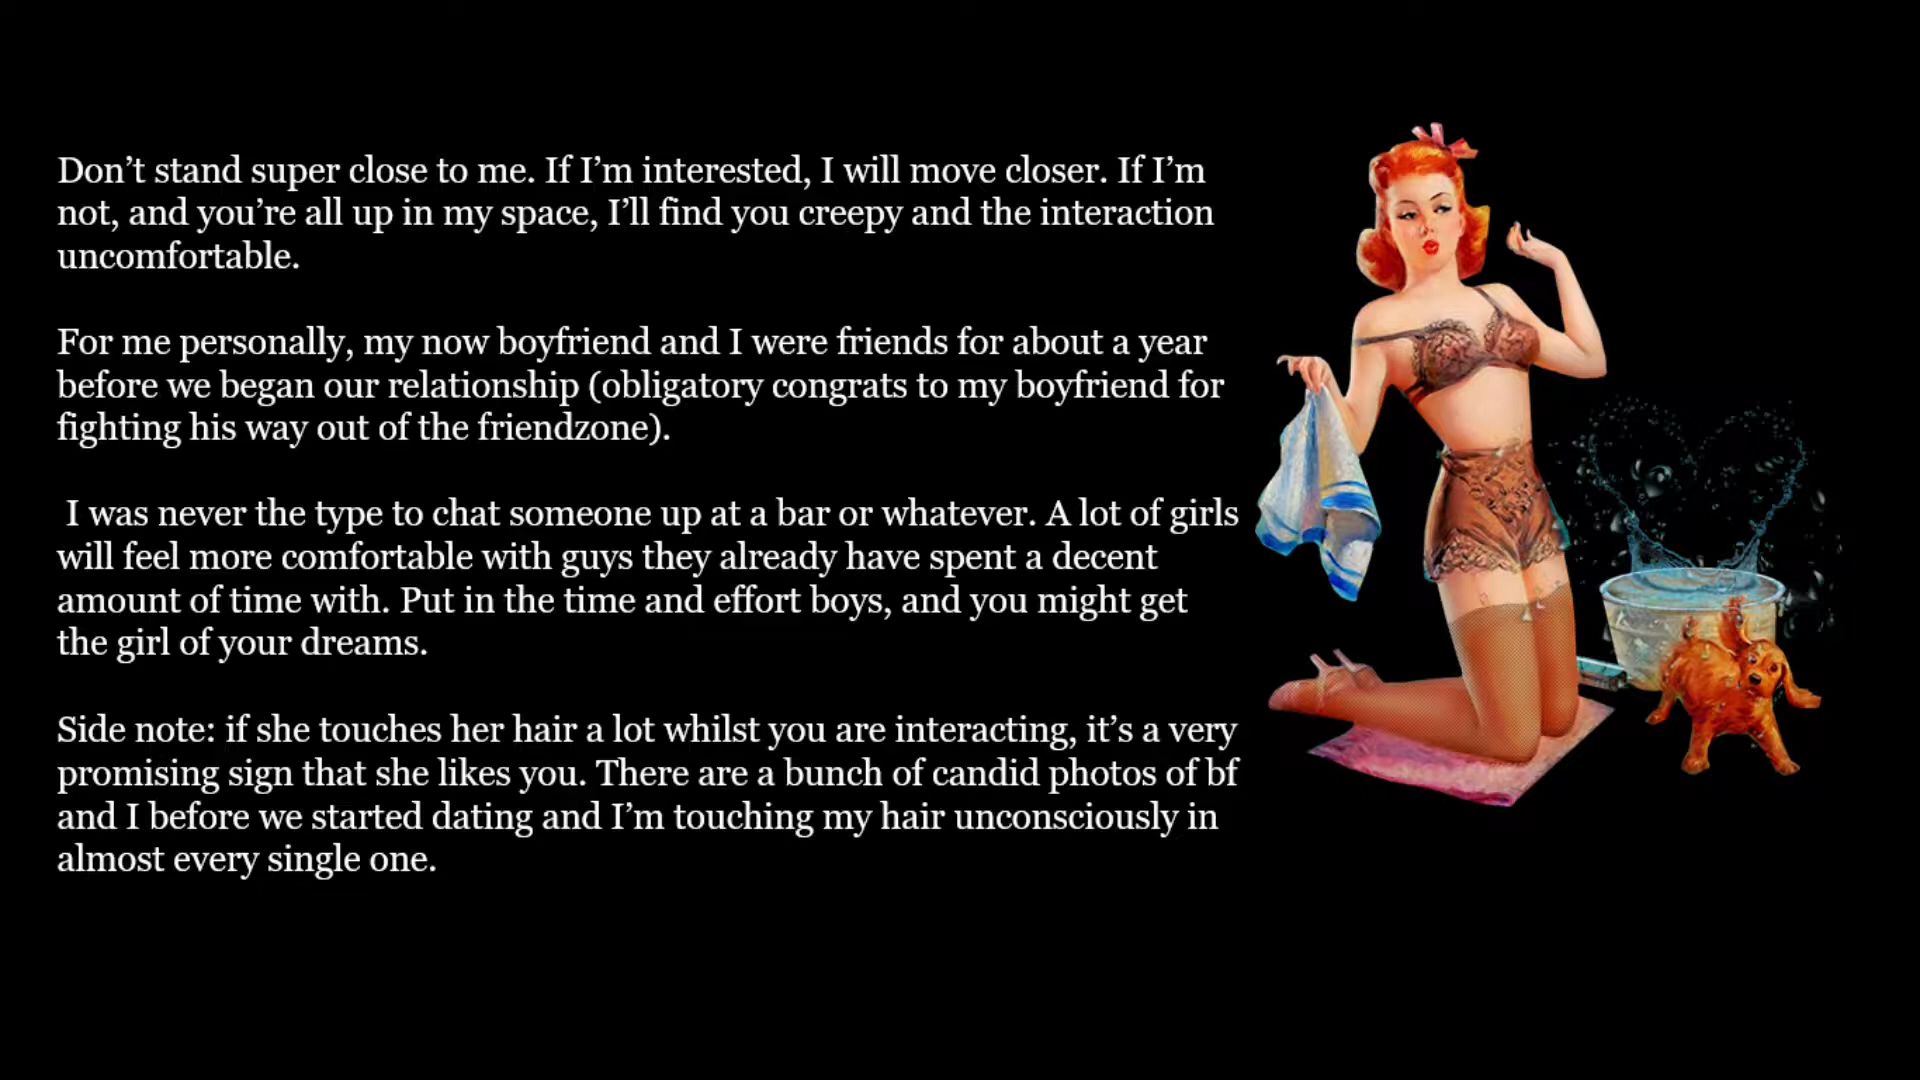 Don’t stand super close to me. If I’m interested, I will move closer. If I’m
not, and you’re all up in my space, I’ll find you creepy and the interaction
uncomfortable.
For me personally, my now boyfriend and I were friends for about a year
before we began our relationship (obligatory congrats to my boyfriend for
fighting his way out of the friendzone).
I was never the type to chat someone up at a bar or whatever. A lot of girls
will feel more comfortable with guys they already have spent a decent
amount of time with. Put in the time and effort boys, and you might get
the girl of your dreams.
Side note: if she touches her hair a lot whilst you are interacting, it’s a very
promising sign that she likes you. There are a bunch of candid photos of bf
and I before we started dating and I’m touching my hair unconsciously in
almost every single one.